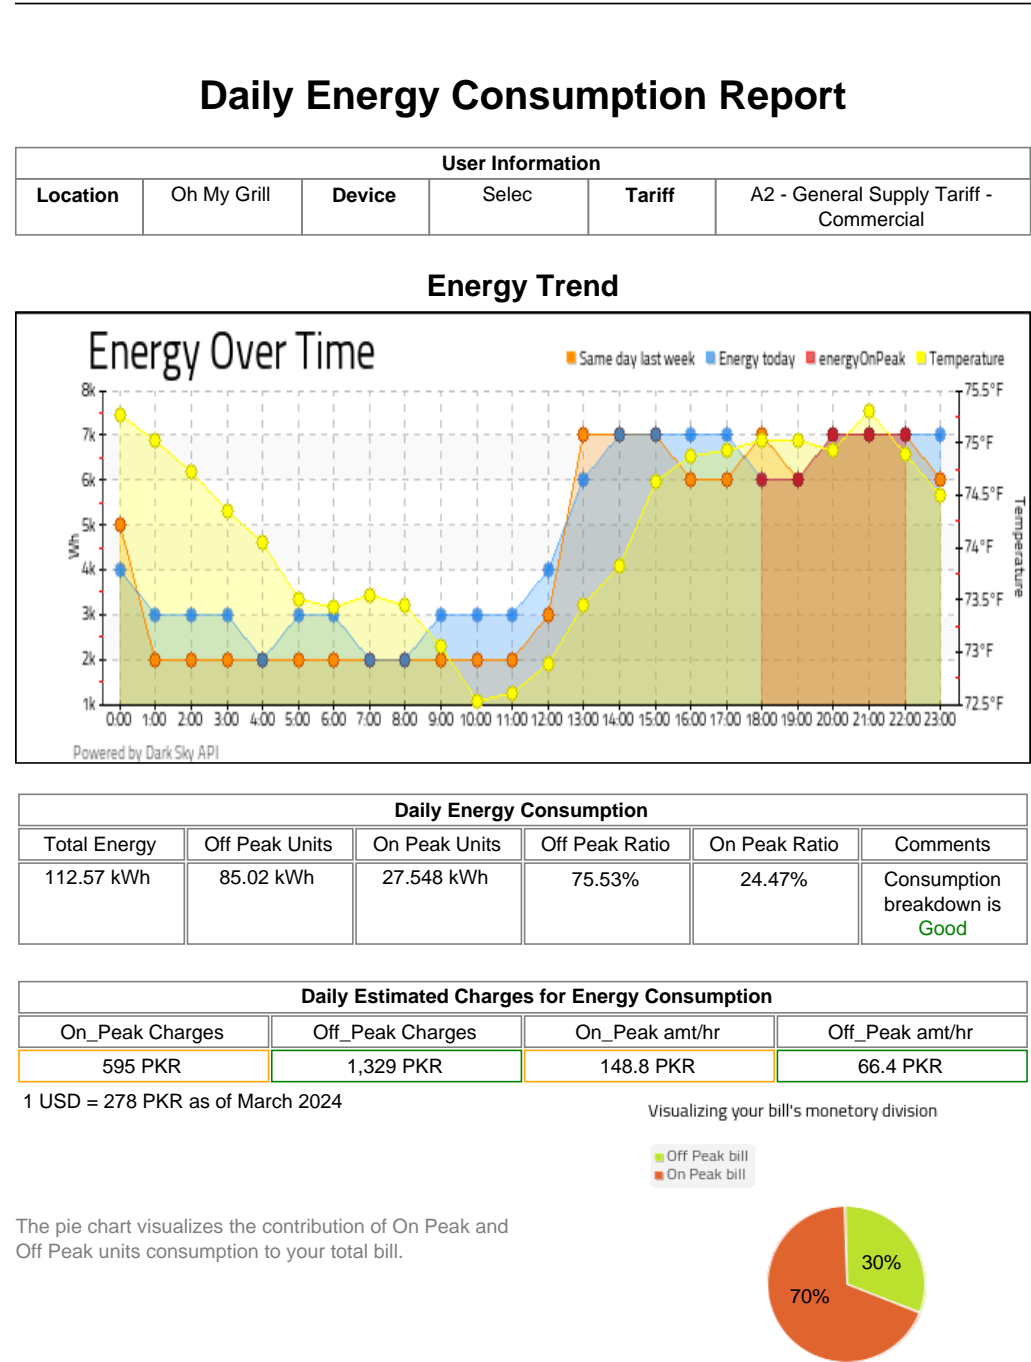 Daily Energy Consumption Report
User Information
Location Oh My Grill Device Selec Tariff A2 - General Supply Tariff -
Commercial
Energy Trend
Energy Over Time
Same day last week Energy today energyOnPeak Temperature
8k 75.5°F
7k 75°F
6k 74.5°F
5k 74°F
4k 73.5°F
3k 73°F
2k 72.5°F
1k
Wh
Temperature
0:00 1:00 2:00 3:00 4:00 5:00 6:00 7:00 8:00 9:00 10:00 11:00 12:00 13:00 14:00 15:00 16:00 17:00 18:00 19:00 20:00 21:00 22:00 23:00
Powered by Dark Sky API
Daily Energy Consumption
Total Energy Off Peak Units On Peak Units Off Peak Ratio On Peak Ratio Comments
112.57 kWh 85.02 kWh 27.548 kWh 75.53% 24.47% Consumption
breakdown is
Good
Daily Estimated Charges for Energy Consumption
On_Peak Charges Off_Peak Charges On_Peak amt/hr Off_Peak amt/hr
595 PKR 1,329 PKR 148.8 PKR 66.4 PKR
1 USD = 278 PKR as of March 2024
Visualizing your bill's monetory division
Off Peak bill
On Peak bill
The pie chart visualizes the contribution of On Peak and
Off Peak units consumption to your total bill.
30%
70%